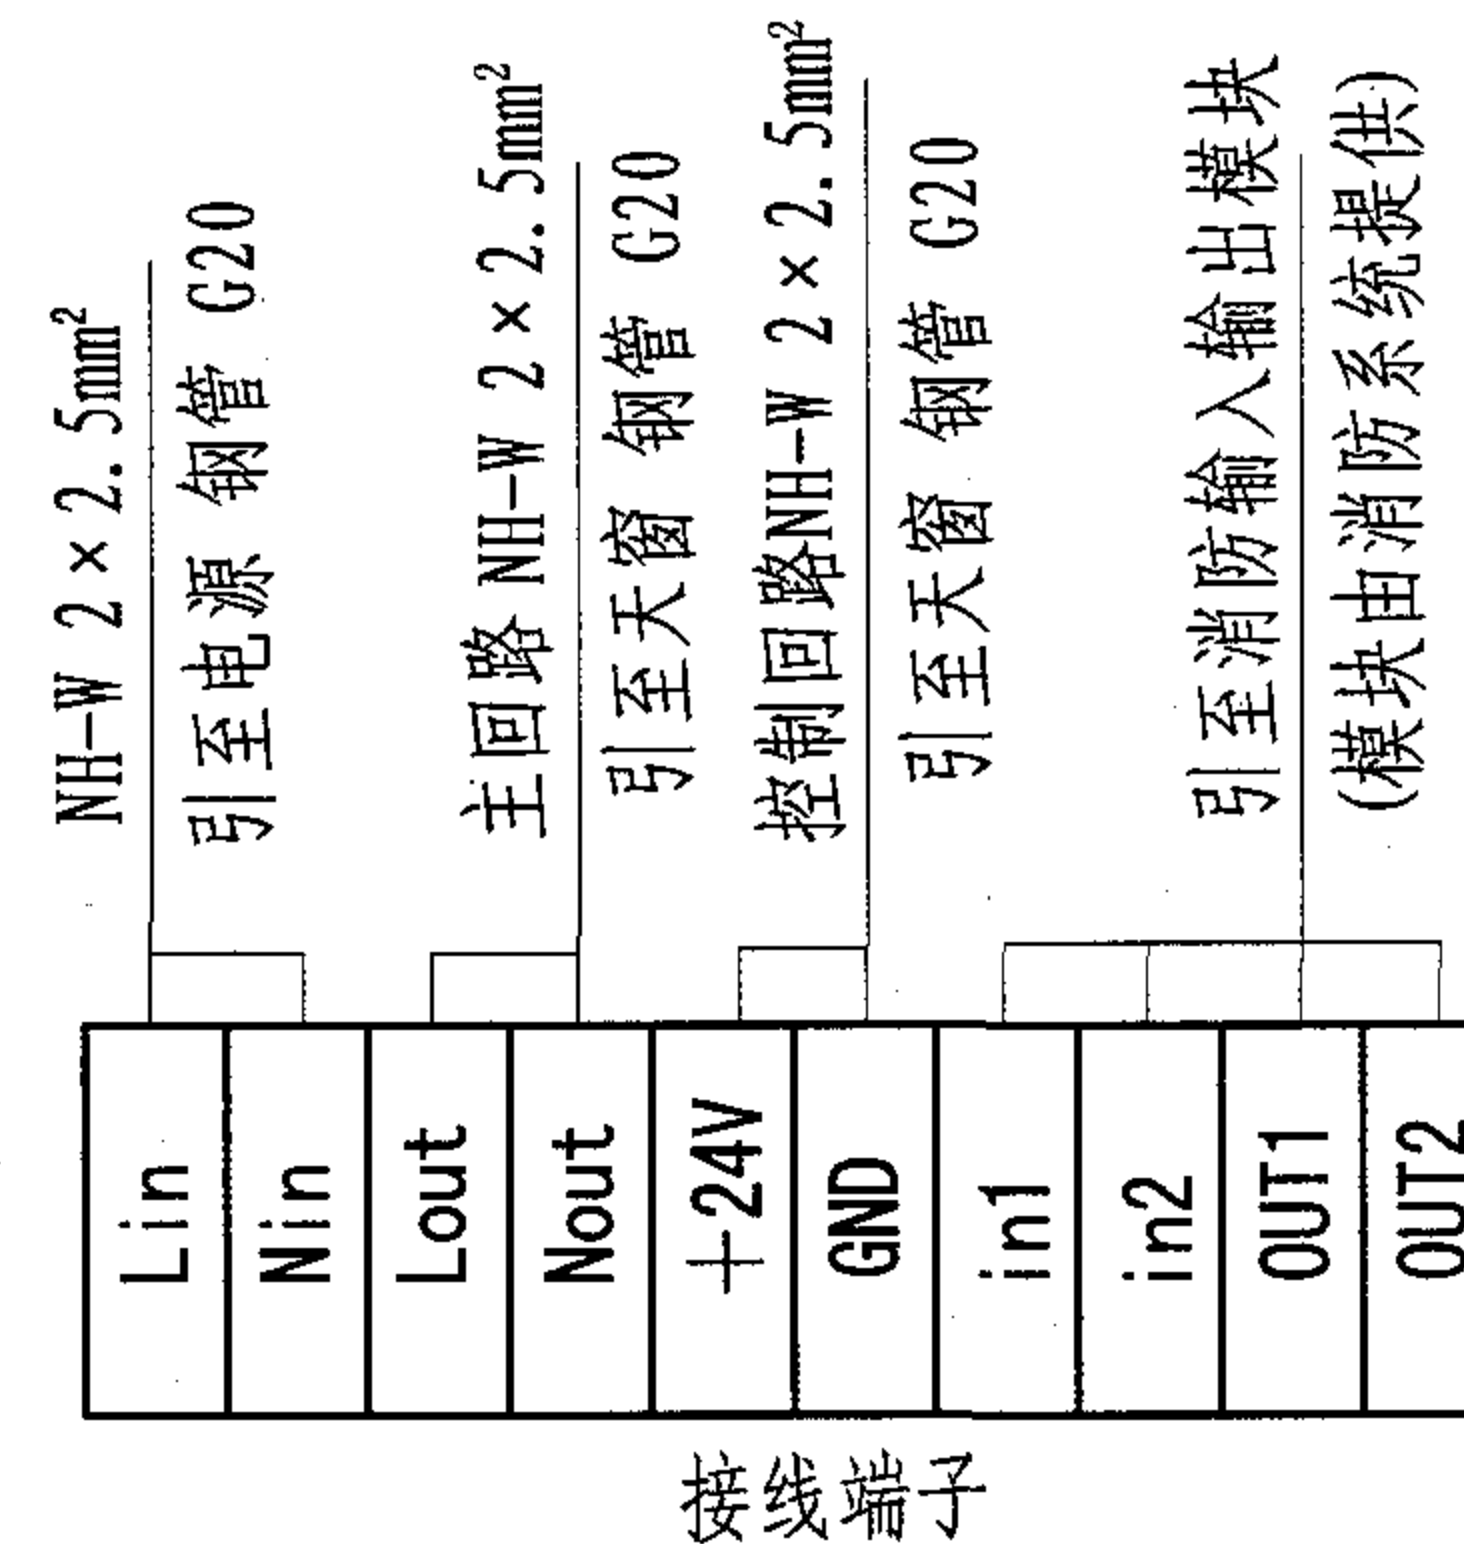 NH-W 2×2.5mm²
引至电源 钢管 G20
主回路 NH-W 2×2.5mm²
引至天窗 钢管 G20
控制回路NH-W 2×2.5mm²
引至天窗 钢管 G20
引至消防输入输出模块
(模块由消防系统提供)
Lin
Nin
Lout
Nout
+24V
GND
in1
in2
OUT1
OUT2
接线端子